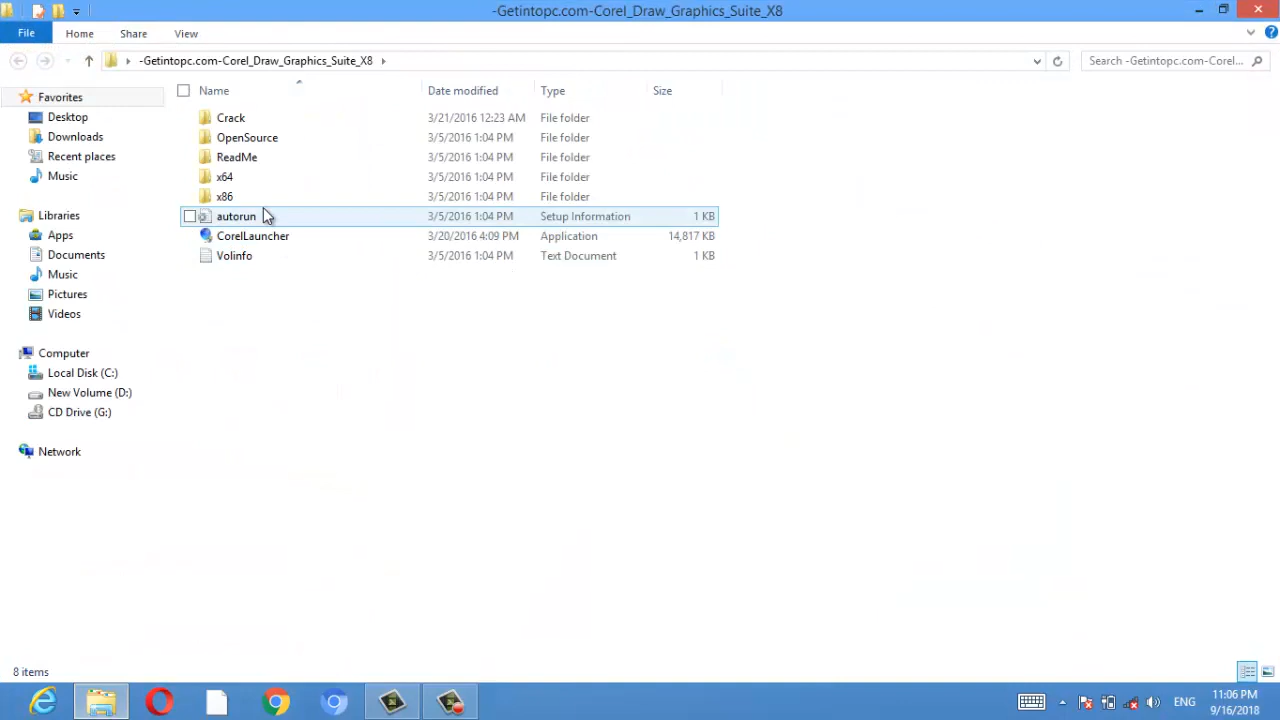 -Getintopc.com-Corel_Draw_Graphics_Suite_X8
File Home Share View
-Getintopc.com-Corel_Draw_Graphics_Suite_X8
Search -Getintopc.com-Corel...
Name Date modified Type Size
Favorites
Desktop
Downloads
Recent places
Music
Libraries
Apps
Documents
Music
Pictures
Videos
Computer
Local Disk (C:)
New Volume (D:)
CD Drive (G:)
Network
Crack 3/21/2016 12:23 AM File folder
OpenSource 3/5/2016 1:04 PM File folder
ReadMe 3/5/2016 1:04 PM File folder
x64 3/5/2016 1:04 PM File folder
x86 3/5/2016 1:04 PM File folder
autorun 3/5/2016 1:04 PM Setup Information 1 KB
CorelLauncher 3/20/2016 4:09 PM Application 14,817 KB
Volinfo 3/5/2016 1:04 PM Text Document 1 KB
8 items
ENG
11:06 PM
9/16/2018